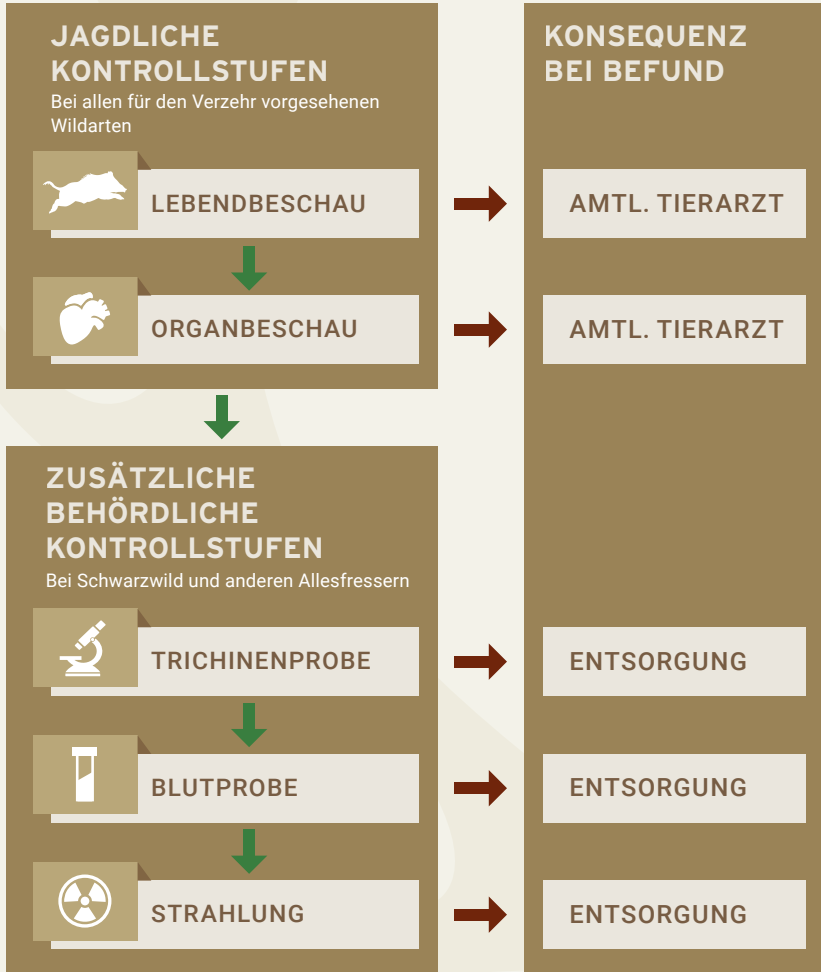 JAGDLICHE
KONTROLLSTUFEN
Bei allen für den Verzehr vorgesehenen
Wildarten
KONSEQUENZ
BEI BEFUND
LEBENDBESCHAU
AMTL. TIERARZT
ORGANBESCHAU
AMTL. TIERARZT
ZUSÄTZLICHE
BEHÖRDLICHE
KONTROLLSTUFEN
Bei Schwarzwild und anderen Allesfressern
TRICHINENPROBE
ENTSORGUNG
BLUTPROBE
ENTSORGUNG
STRAHLUNG
ENTSORGUNG